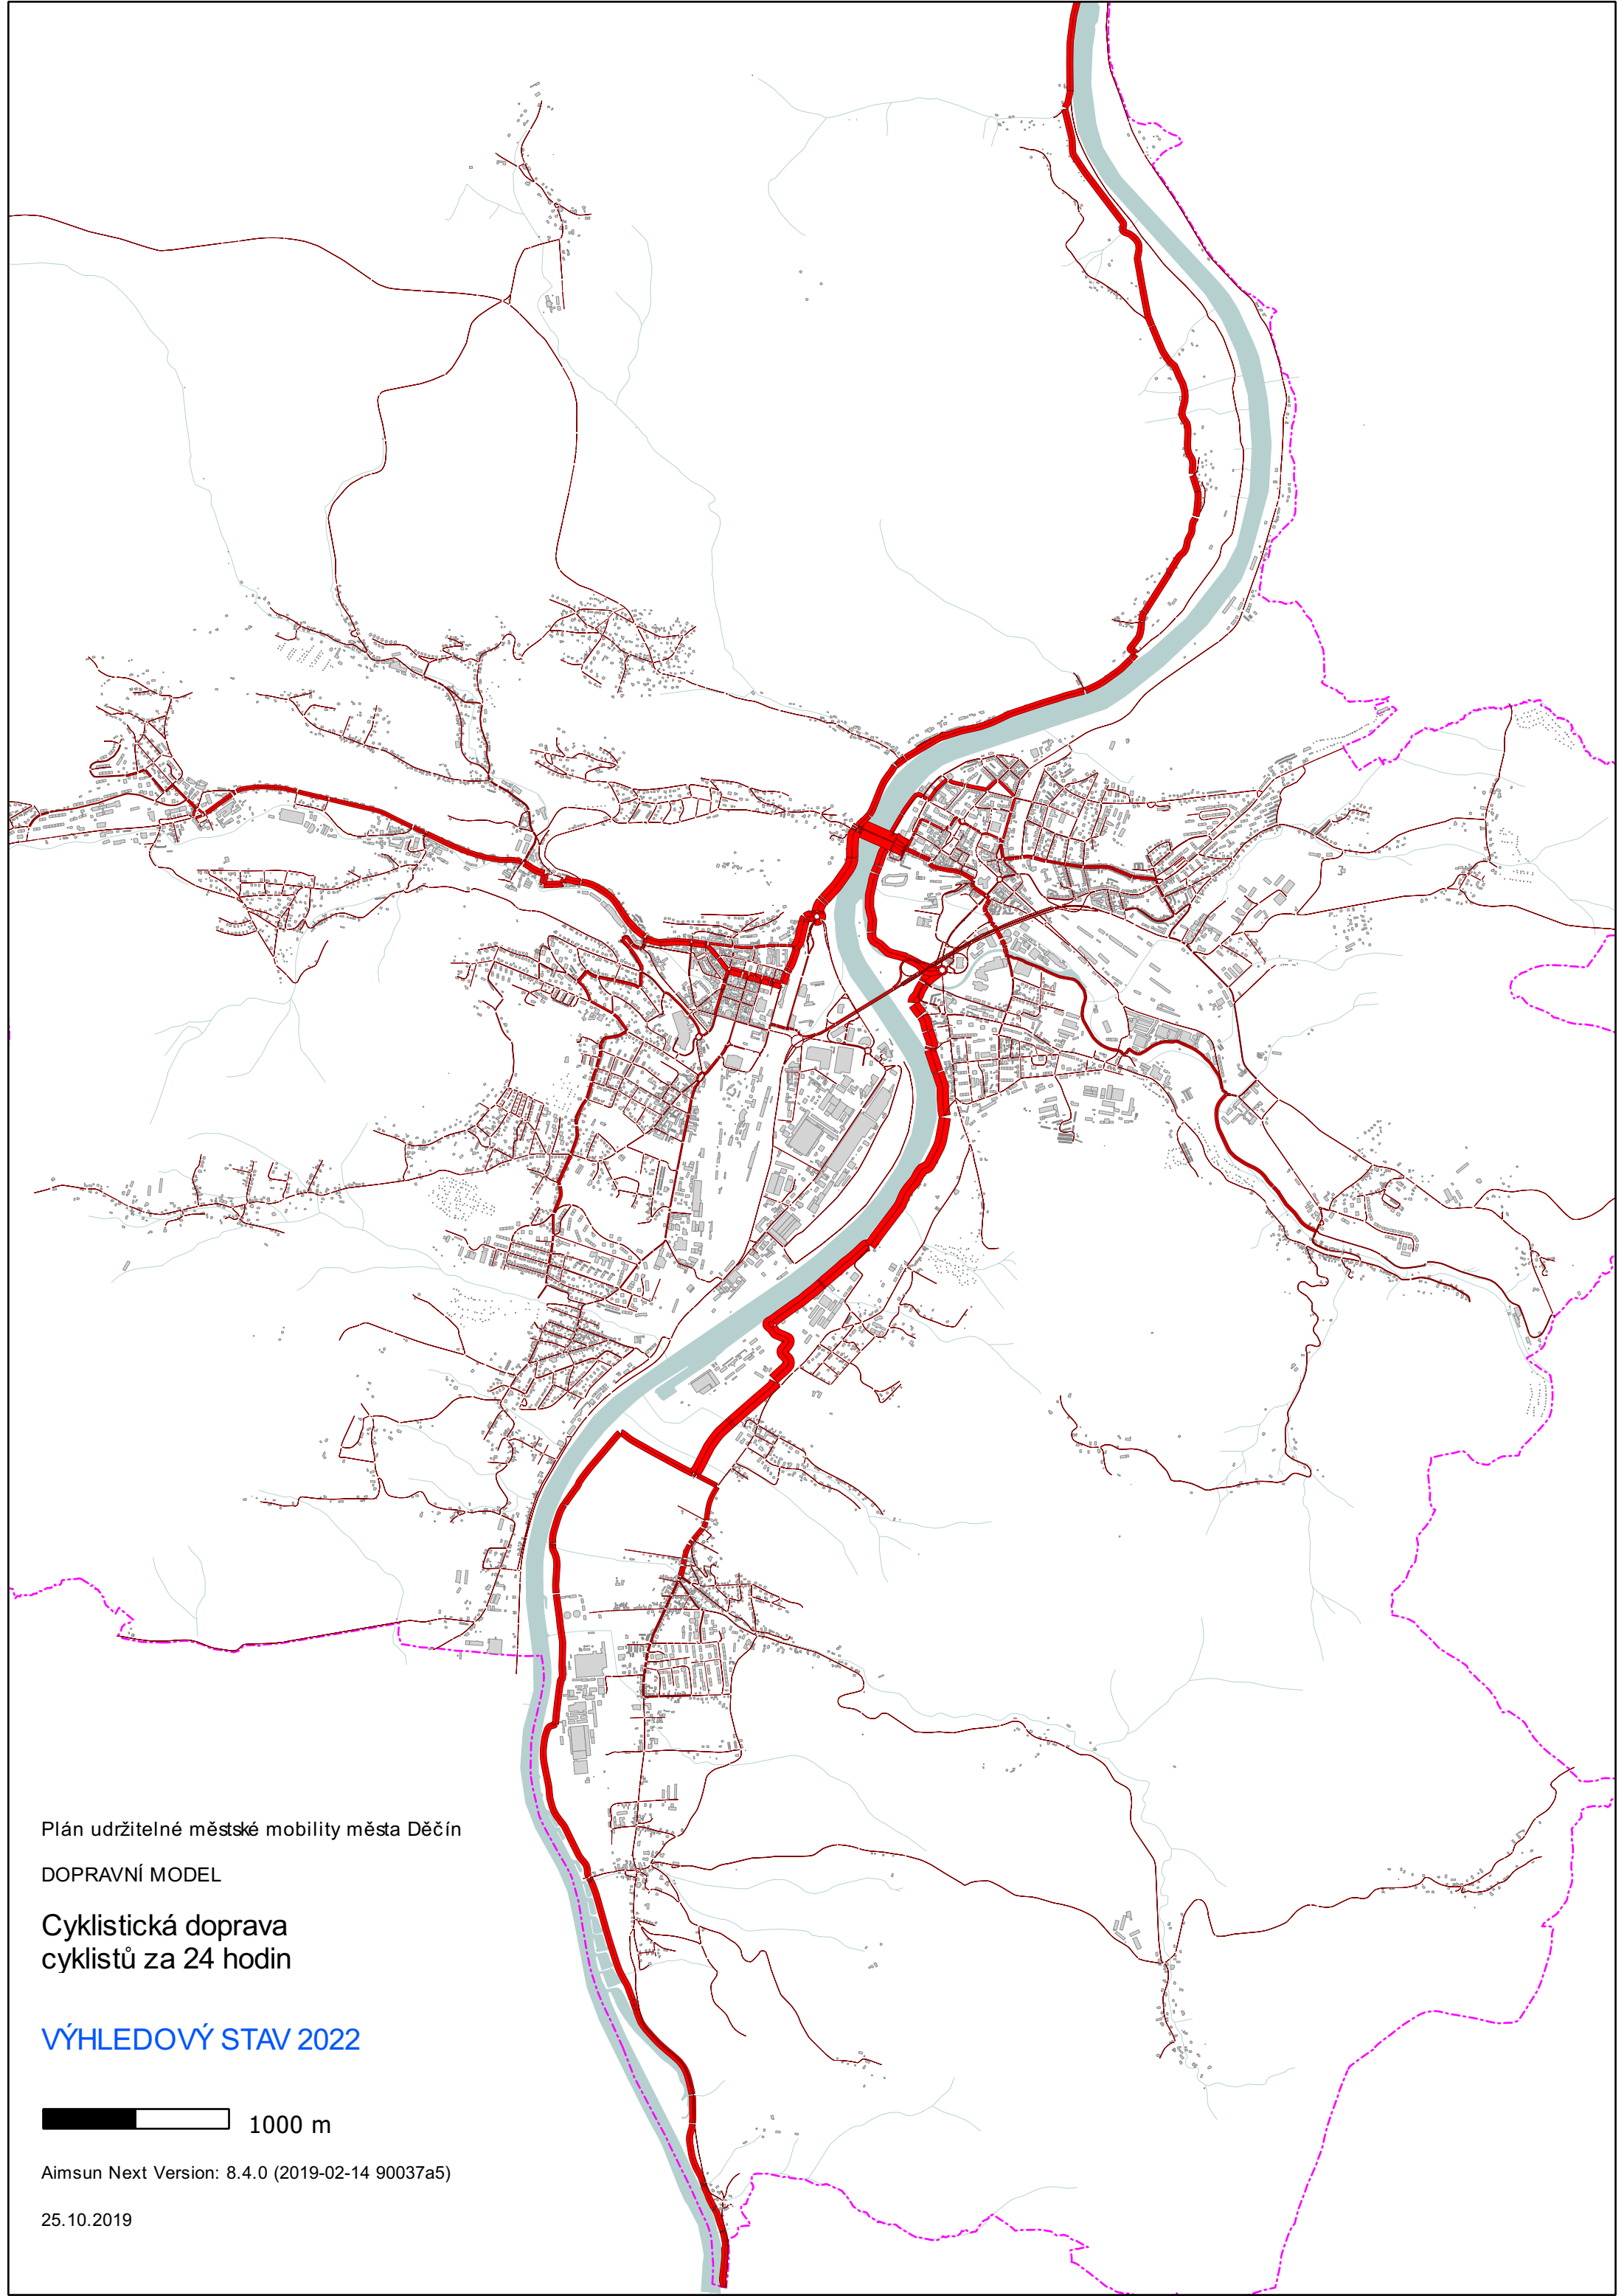 Plán udržitelné městské mobility města Děčín
DOPRAVNÍ MODEL
Cyklistická doprava
cyklistů za 24 hodin
VÝHLEDOVÝ STAV 2022
1000 m
Aimsun Next Version: 8.4.0 (2019-02-14 90037a5)
25.10.2019